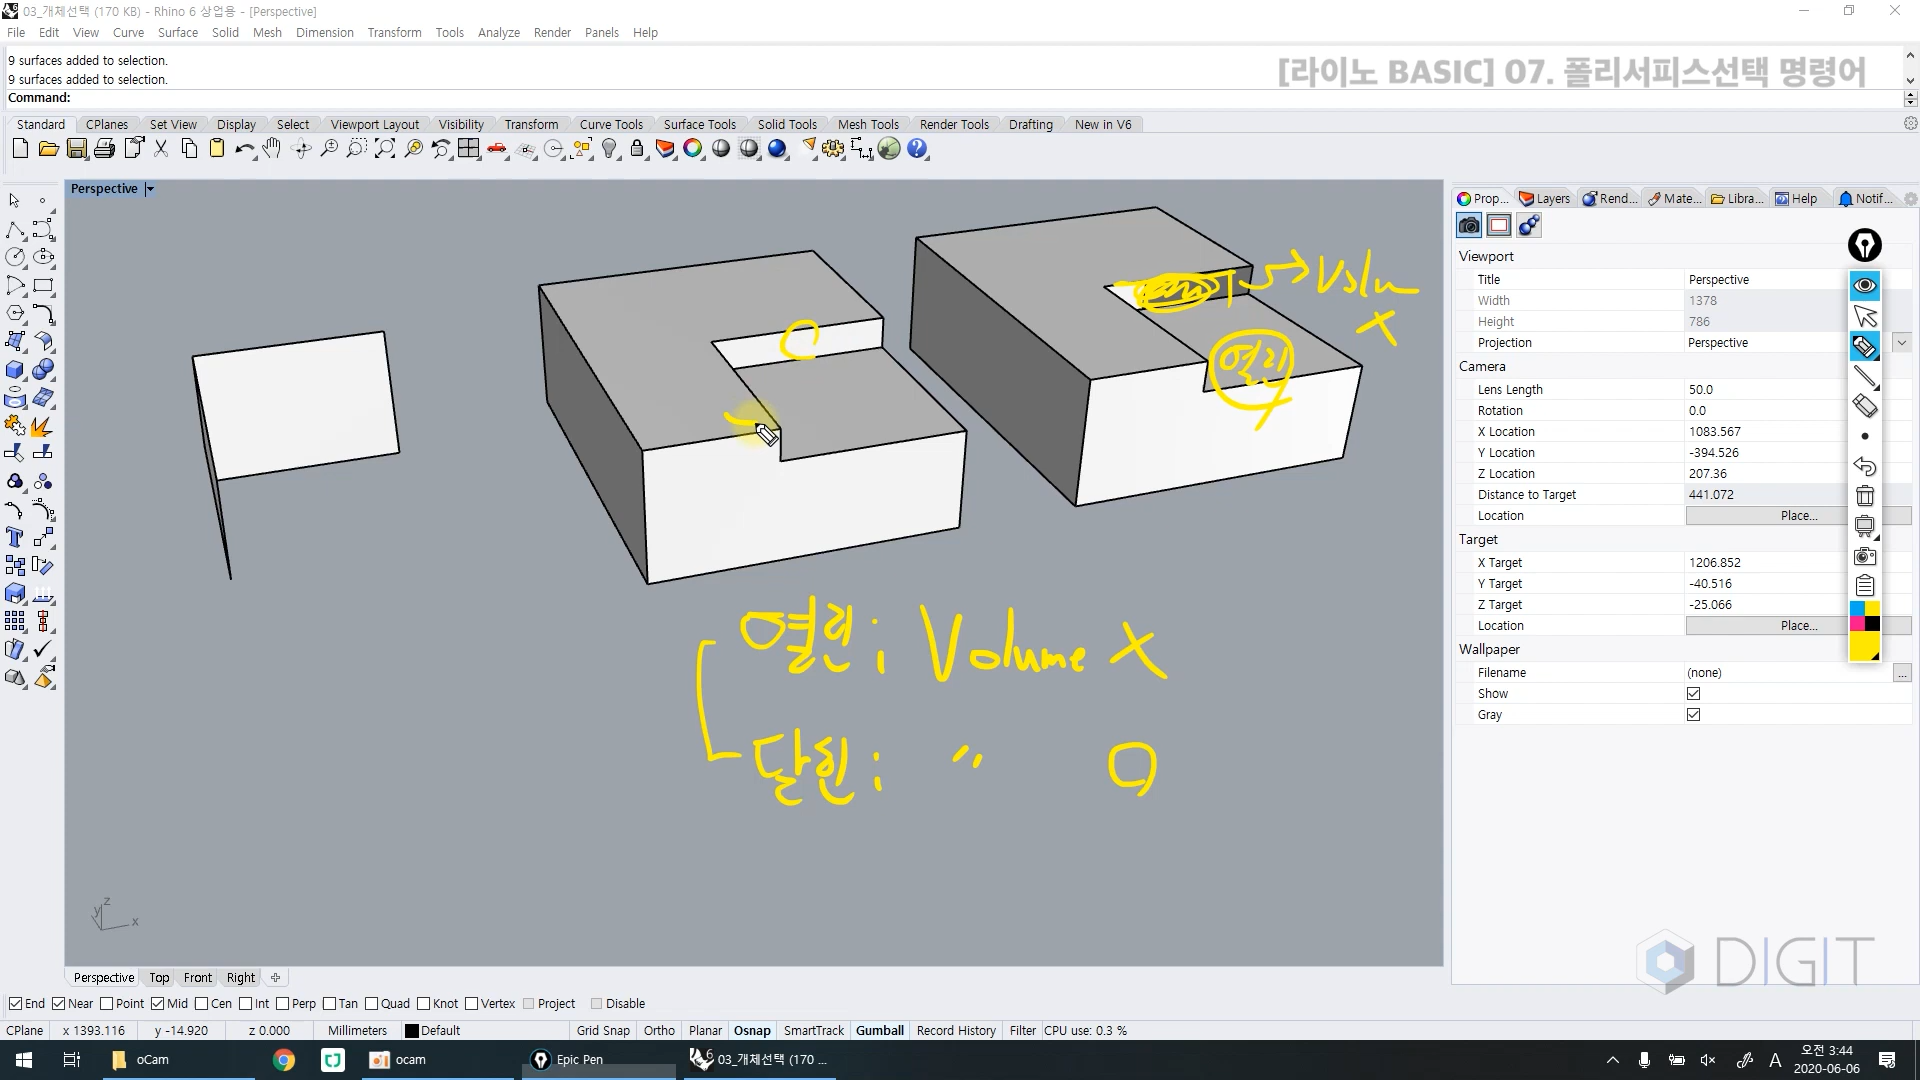 03_개체선택 (170 KB) - Rhino 6 상업용 - [Perspective]
File Edit View Curve Surface Solid Mesh Dimension Transform Tools Analyze Render Panels Help
9 surfaces added to selection.
9 surfaces added to selection.
Command:
[라이노 BASIC] 07. 폴리서피스선택 명령어
Standard CPlanes Set View Display Select Viewport Layout Visibility Transform Curve Tools Surface Tools Solid Tools Mesh Tools Render Tools Drafting New in V6
Perspective
Prop... Layers Rend... Mate... Libra... Help Notif...
Viewport
Title Perspective
Width 1378
Height 786
Projection Perspective
Camera
Lens Length 50.0
Rotation 0.0
X Location 1083.567
Y Location -394.526
Z Location 207.36
Distance to Target 441.072
Location Place...
Target
X Target 1206.852
Y Target -40.516
Z Target -25.066
Location Place...
Wallpaper
Filename (none) ...
Show
Gray
Volu
X
열린 ; Volume X
닫힌 ; " O
z
y
x
DIGIT
Perspective Top Front Right
End Near Point Mid Cen Int Perp Tan Quad Knot Vertex Project Disable
CPlane x 1393.116 y -14.920 z 0.000 Millimeters Default Grid Snap Ortho Planar Osnap SmartTrack Gumball Record History Filter CPU use: 0.3 %
oCam ocam Epic Pen 03_개체선택 (170 ... A 오전 3:44
2020-06-06